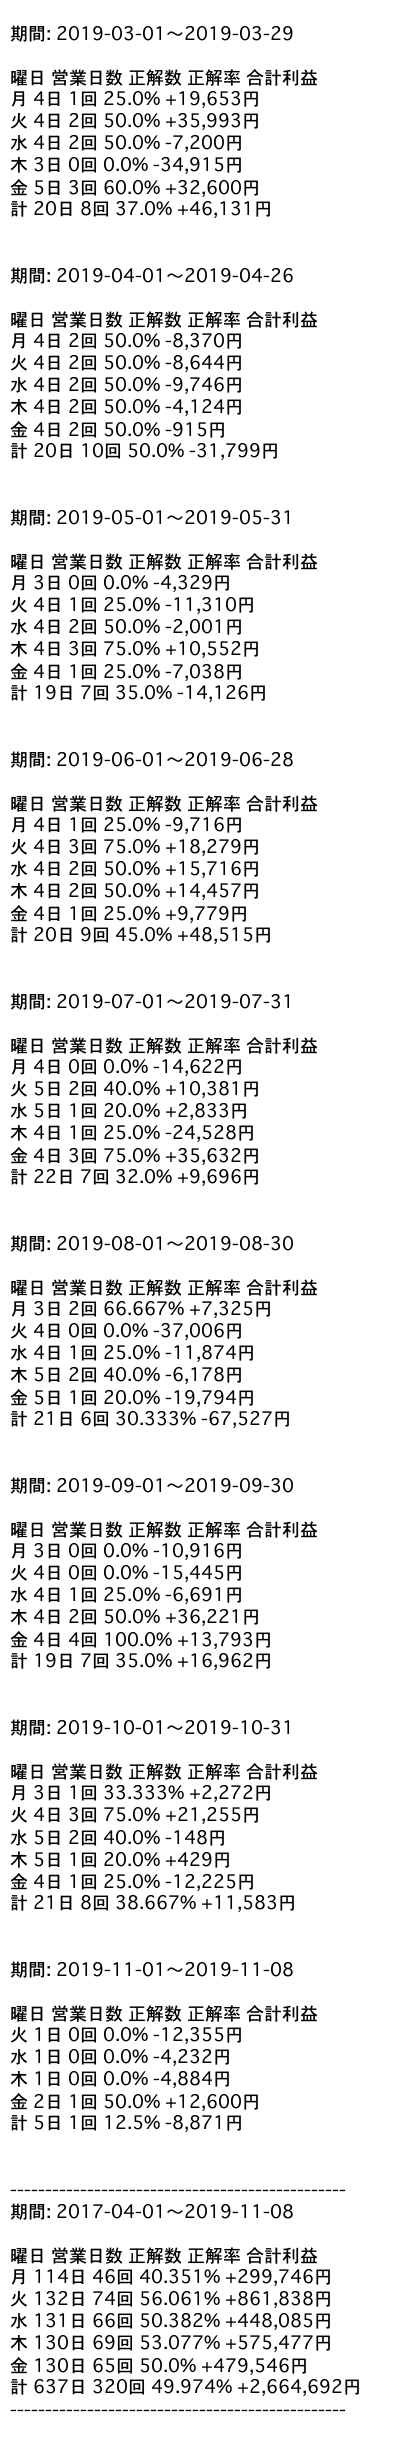 期間: 2019-03-01〜2019-03-29
曜日 営業日数 正解数 正解率 合計利益
月 4日 1回 25.0% +19,653円
火 4日 2回 50.0% +35,993円
水 4日 2回 50.0% -7,200円
木 3日 0回 0.0% -34,915円
金 5日 3回 60.0% +32,600円
計 20日 8回 37.0% +46,131円
期間: 2019-04-01〜2019-04-26
曜日 営業日数 正解数 正解率 合計利益
月 4日 2回 50.0% -8,370円
火 4日 2回 50.0% -8,644円
水 4日 2回 50.0% -9,746円
木 4日 2回 50.0% -4,124円
金 4日 2回 50.0% -915円
計 20日 10回 50.0% -31,799円
期間: 2019-05-01〜2019-05-31
曜日 営業日数 正解数 正解率 合計利益
月 3日 0回 0.0% -4,329円
火 4日 1回 25.0% -11,310円
水 4日 2回 50.0% -2,001円
木 4日 3回 75.0% +10,552円
金 4日 1回 25.0% -7,038円
計 19日 7回 35.0% -14,126円
期間: 2019-06-01〜2019-06-28
曜日 営業日数 正解数 正解率 合計利益
月 4日 1回 25.0% -9,716円
火 4日 3回 75.0% +18,279円
水 4日 2回 50.0% +15,716円
木 4日 2回 50.0% +14,457円
金 4日 1回 25.0% +9,779円
計 20日 9回 45.0% +48,515円
期間: 2019-07-01〜2019-07-31
曜日 営業日数 正解数 正解率 合計利益
月 4日 0回 0.0% -14,622円
火 5日 2回 40.0% +10,381円
水 5日 1回 20.0% +2,833円
木 4日 1回 25.0% -24,528円
金 4日 3回 75.0% +35,632円
計 22日 7回 32.0% +9,696円
期間: 2019-08-01〜2019-08-30
曜日 営業日数 正解数 正解率 合計利益
月 3日 2回 66.667% +7,325円
火 4日 0回 0.0% -37,006円
水 4日 1回 25.0% -11,874円
木 5日 2回 40.0% -6,178円
金 5日 1回 20.0% -19,794円
計 21日 6回 30.333% -67,527円
期間: 2019-09-01〜2019-09-30
曜日 営業日数 正解数 正解率 合計利益
月 3日 0回 0.0% -10,916円
火 4日 0回 0.0% -15,445円
水 4日 1回 25.0% -6,691円
木 4日 2回 50.0% +36,221円
金 4日 4回 100.0% +13,793円
計 19日 7回 35.0% +16,962円
期間: 2019-10-01〜2019-10-31
曜日 営業日数 正解数 正解率 合計利益
月 3日 1回 33.333% +2,272円
火 4日 3回 75.0% +21,255円
水 5日 2回 40.0% -148円
木 5日 1回 20.0% +429円
金 4日 1回 25.0% -12,225円
計 21日 8回 38.667% +11,583円
期間: 2019-11-01〜2019-11-08
曜日 営業日数 正解数 正解率 合計利益
火 1日 0回 0.0% -12,355円
水 1日 0回 0.0% -4,232円
木 1日 0回 0.0% -4,884円
金 2日 1回 50.0% +12,600円
計 5日 1回 12.5% -8,871円
------------------------------------------------
期間: 2017-04-01〜2019-11-08
曜日 営業日数 正解数 正解率 合計利益
月 114日 46回 40.351% +299,746円
火 132日 74回 56.061% +861,838円
水 131日 66回 50.382% +448,085円
木 130日 69回 53.077% +575,477円
金 130日 65回 50.0% +479,546円
計 637日 320回 49.974% +2,664,692円
------------------------------------------------